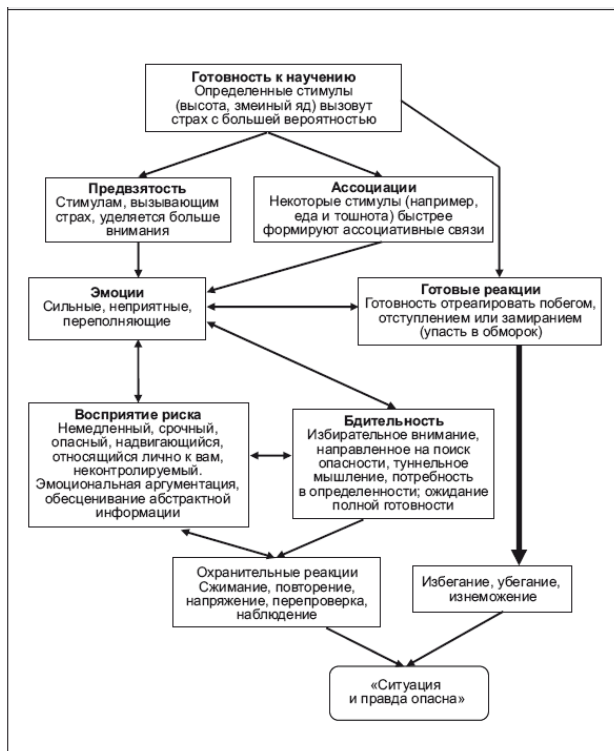 Готовность к научению
Определенные стимулы
(высота, змеиный яд) вызовут
страх с большей вероятностью
Предвзятость
Стимулам, вызывающим
страх, уделяется больше
внимания
Ассоциации
Некоторые стимулы (например,
еда и тошнота) быстрее
формируют ассоциативные связи
Эмоции
Сильные, неприятные,
переполняющие
Готовые реакции
Готовность отреагировать побегом,
отступлением или замиранием
(упасть в обморок)
Восприятие риска
Немедленный, срочный,
опасный, надвигающийся,
относящийся лично к вам,
неконтролируемый.
Эмоциональная аргументация,
обесценивание абстрактной
информации
Бдительность
Избирательное внимание,
направленное на поиск
опасности, туннельное
мышление, потребность
в определенности; ожидание
полной готовности
Охранительные реакции
Сжимание, повторение,
напряжение, перепроверка,
наблюдение
Избегание, убегание,
изнеможение
«Ситуация
и правда опасна»